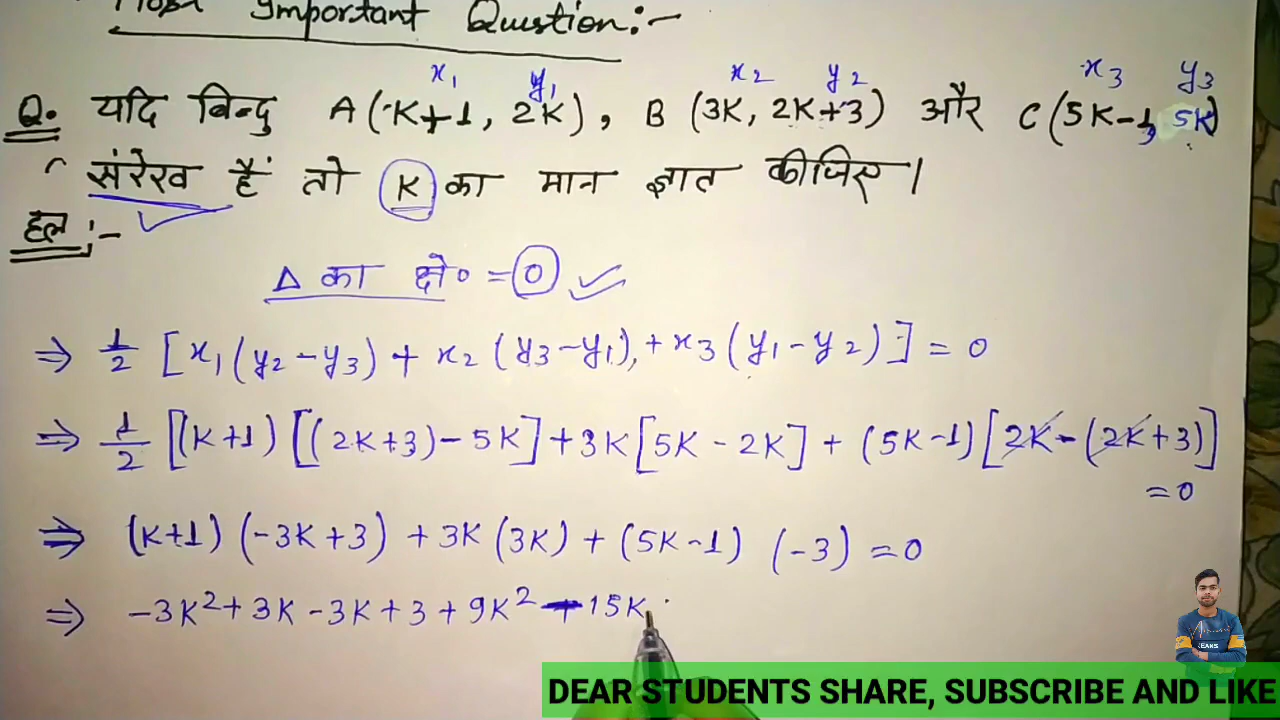 Most Important Question:-
x₁ y₁ x₂ y₂ x₃ y₃
Q. यदि बिन्दु A(K+1, 2K), B (3K, 2K+3) और C (5K-1, 5K)
संरेख हैं तो K का मान ज्ञात कीजिए।
हल :-
Δ का क्षे० = 0
⇒ 1/2 [x₁(y₂-y₃) + x₂(y₃-y₁) + x₃(y₁-y₂)] = 0
⇒ 1/2 [(K+1) [(2K+3)-5K] + 3K[5K - 2K] + (5K-1) [2K-(2K+3)]
= 0
⇒ (K+1) (-3K+3) + 3K (3K) + (5K-1) (-3) = 0
⇒ -3K² + 3K - 3K + 3 + 9K² - 15K
DEAR STUDENTS SHARE, SUBSCRIBE AND LIKE